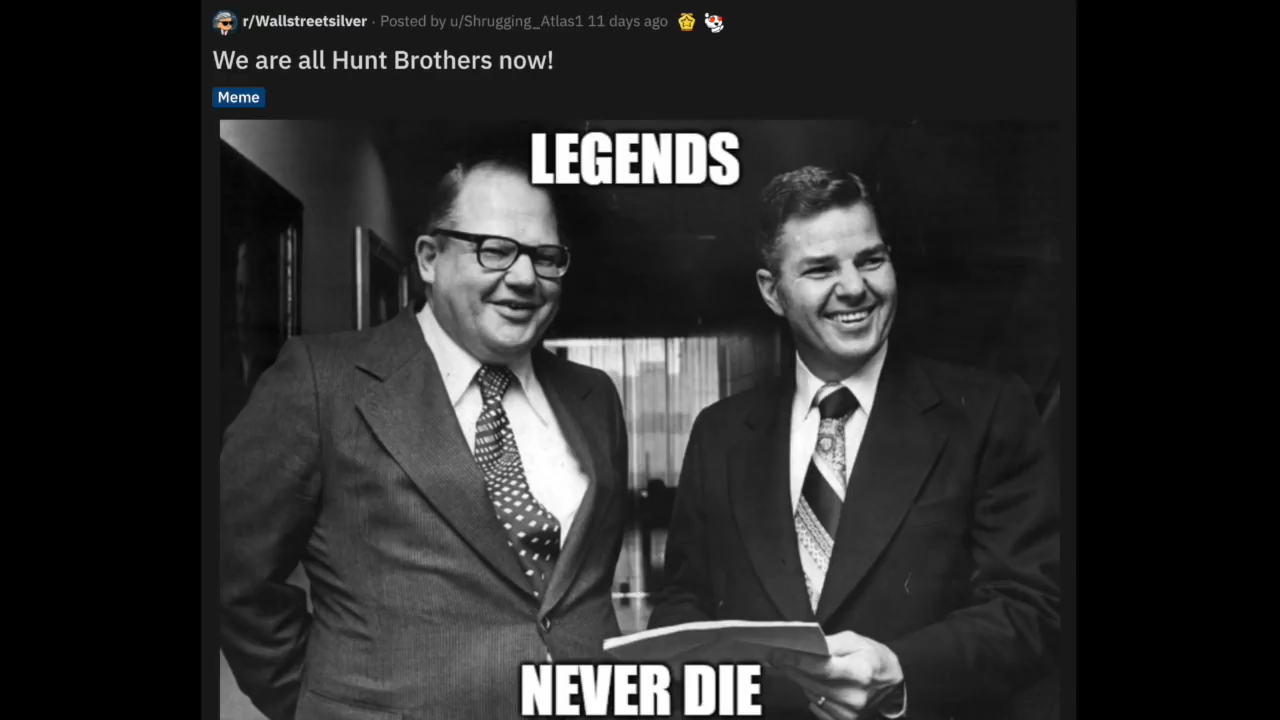 r/Wallstreetsilver · Posted by u/Shrugging_Atlas1 11 days ago
We are all Hunt Brothers now!
Meme
LEGENDS
NEVER DIE